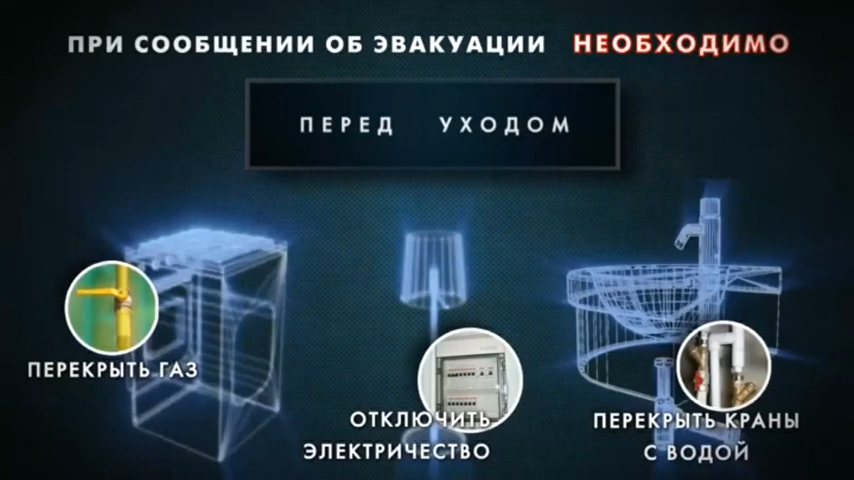 ПРИ СООБЩЕНИИ ОБ ЭВАКУАЦИИ НЕОБХОДИМО
ПЕРЕД УХОДОМ
ПЕРЕКРЫТЬ ГАЗ
ОТКЛЮЧИТЬ
ЭЛЕКТРИЧЕСТВО
ПЕРЕКРЫТЬ КРАНЫ
С ВОДОЙ